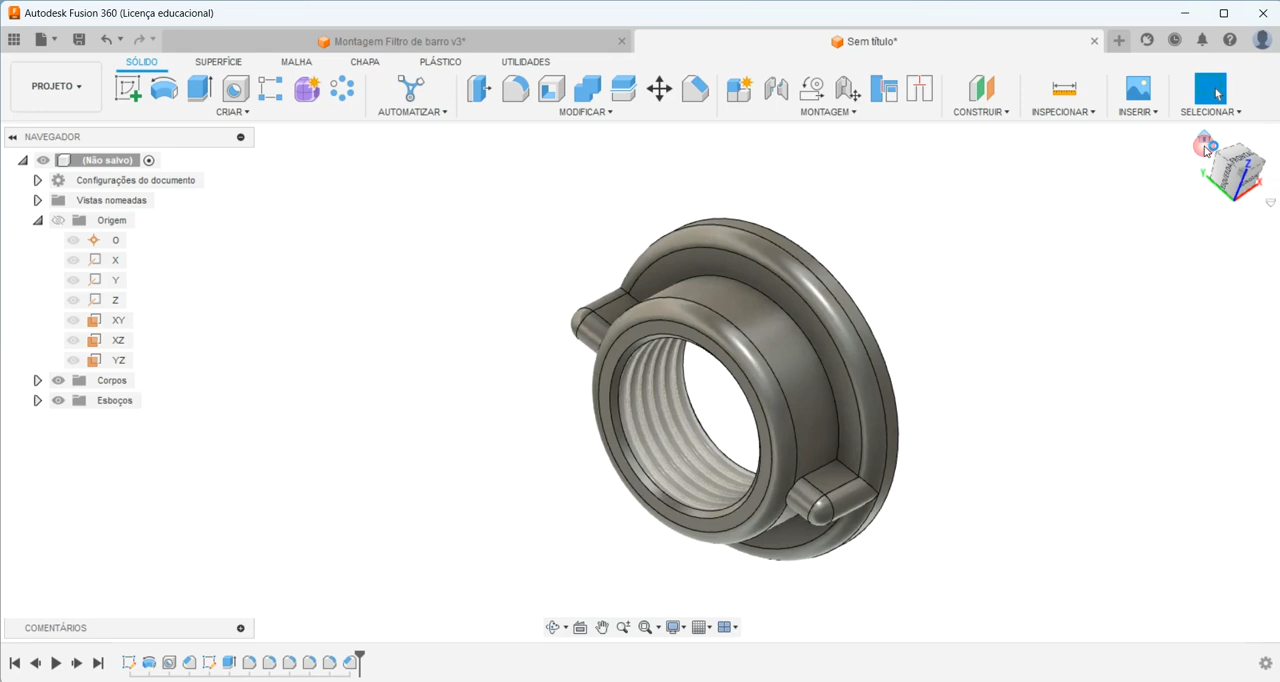 Autodesk Fusion 360 (Licença educacional)
Montagem Filtro de barro v3*
Sem título*
PROJETO
SÓLIDO
SUPERFÍCIE
MALHA
CHAPA
PLÁSTICO
UTILIDADES
CRIAR
AUTOMATIZAR
MODIFICAR
MONTAGEM
CONSTRUIR
INSPECIONAR
INSERIR
SELECIONAR
NAVEGADOR
(Não salvo)
Configurações do documento
Vistas nomeadas
Origem
O
X
Y
Z
XY
XZ
YZ
Corpos
Esboços
FRONTAL
Z
Y
X
COMENTÁRIOS